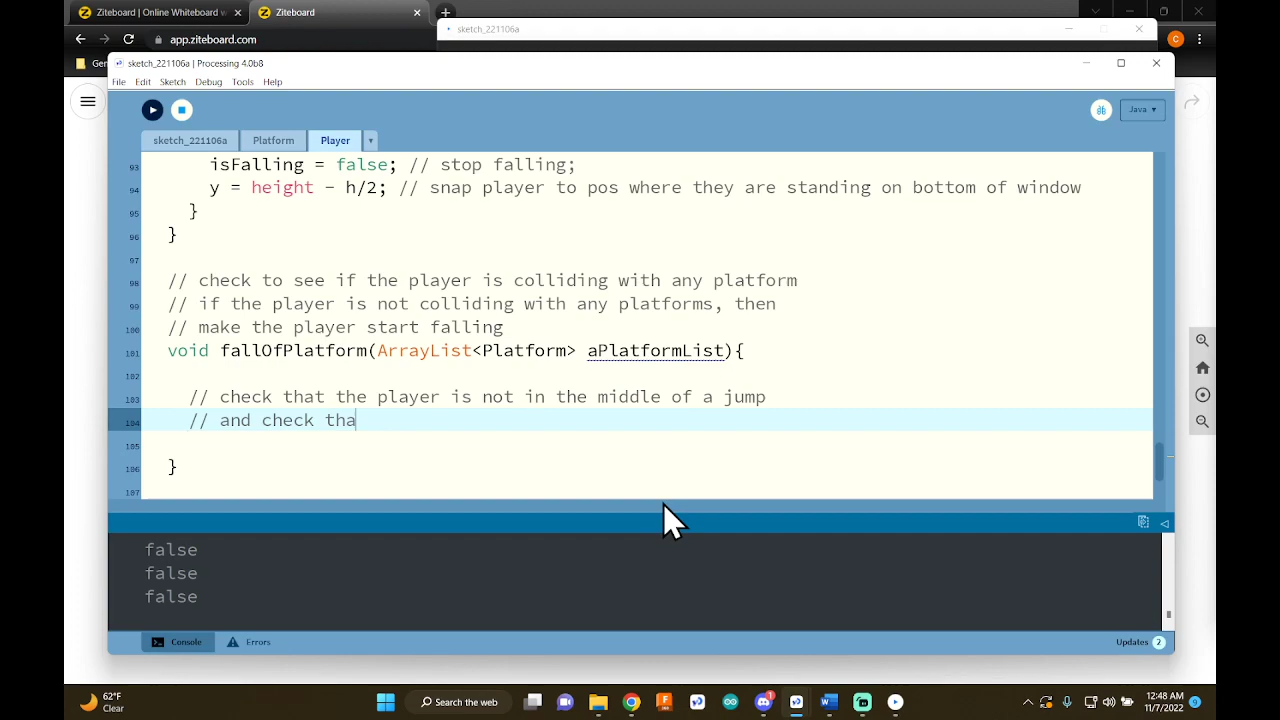 Ziteboard | Online Whiteboard w
Ziteboard
app.ziteboard.com
sketch_221106a
Gen
sketch_221106a | Processing 4.0b8
File Edit Sketch Debug Tools Help
Java
sketch_221106a Platform Player
93 isFalling = false; // stop falling;
94 y = height - h/2; // snap player to pos where they are standing on bottom of window
95 }
96 }
97
98 // check to see if the player is colliding with any platform
99 // if the player is not colliding with any platforms, then
100 // make the player start falling
101 void fallOfPlatform(ArrayList<Platform> aPlatformList){
102
103 // check that the player is not in the middle of a jump
104 // and check tha
105
106 }
107
false
false
false
Console Errors
Updates 2
62°F
Clear
Search the web
12:48 AM
11/7/2022